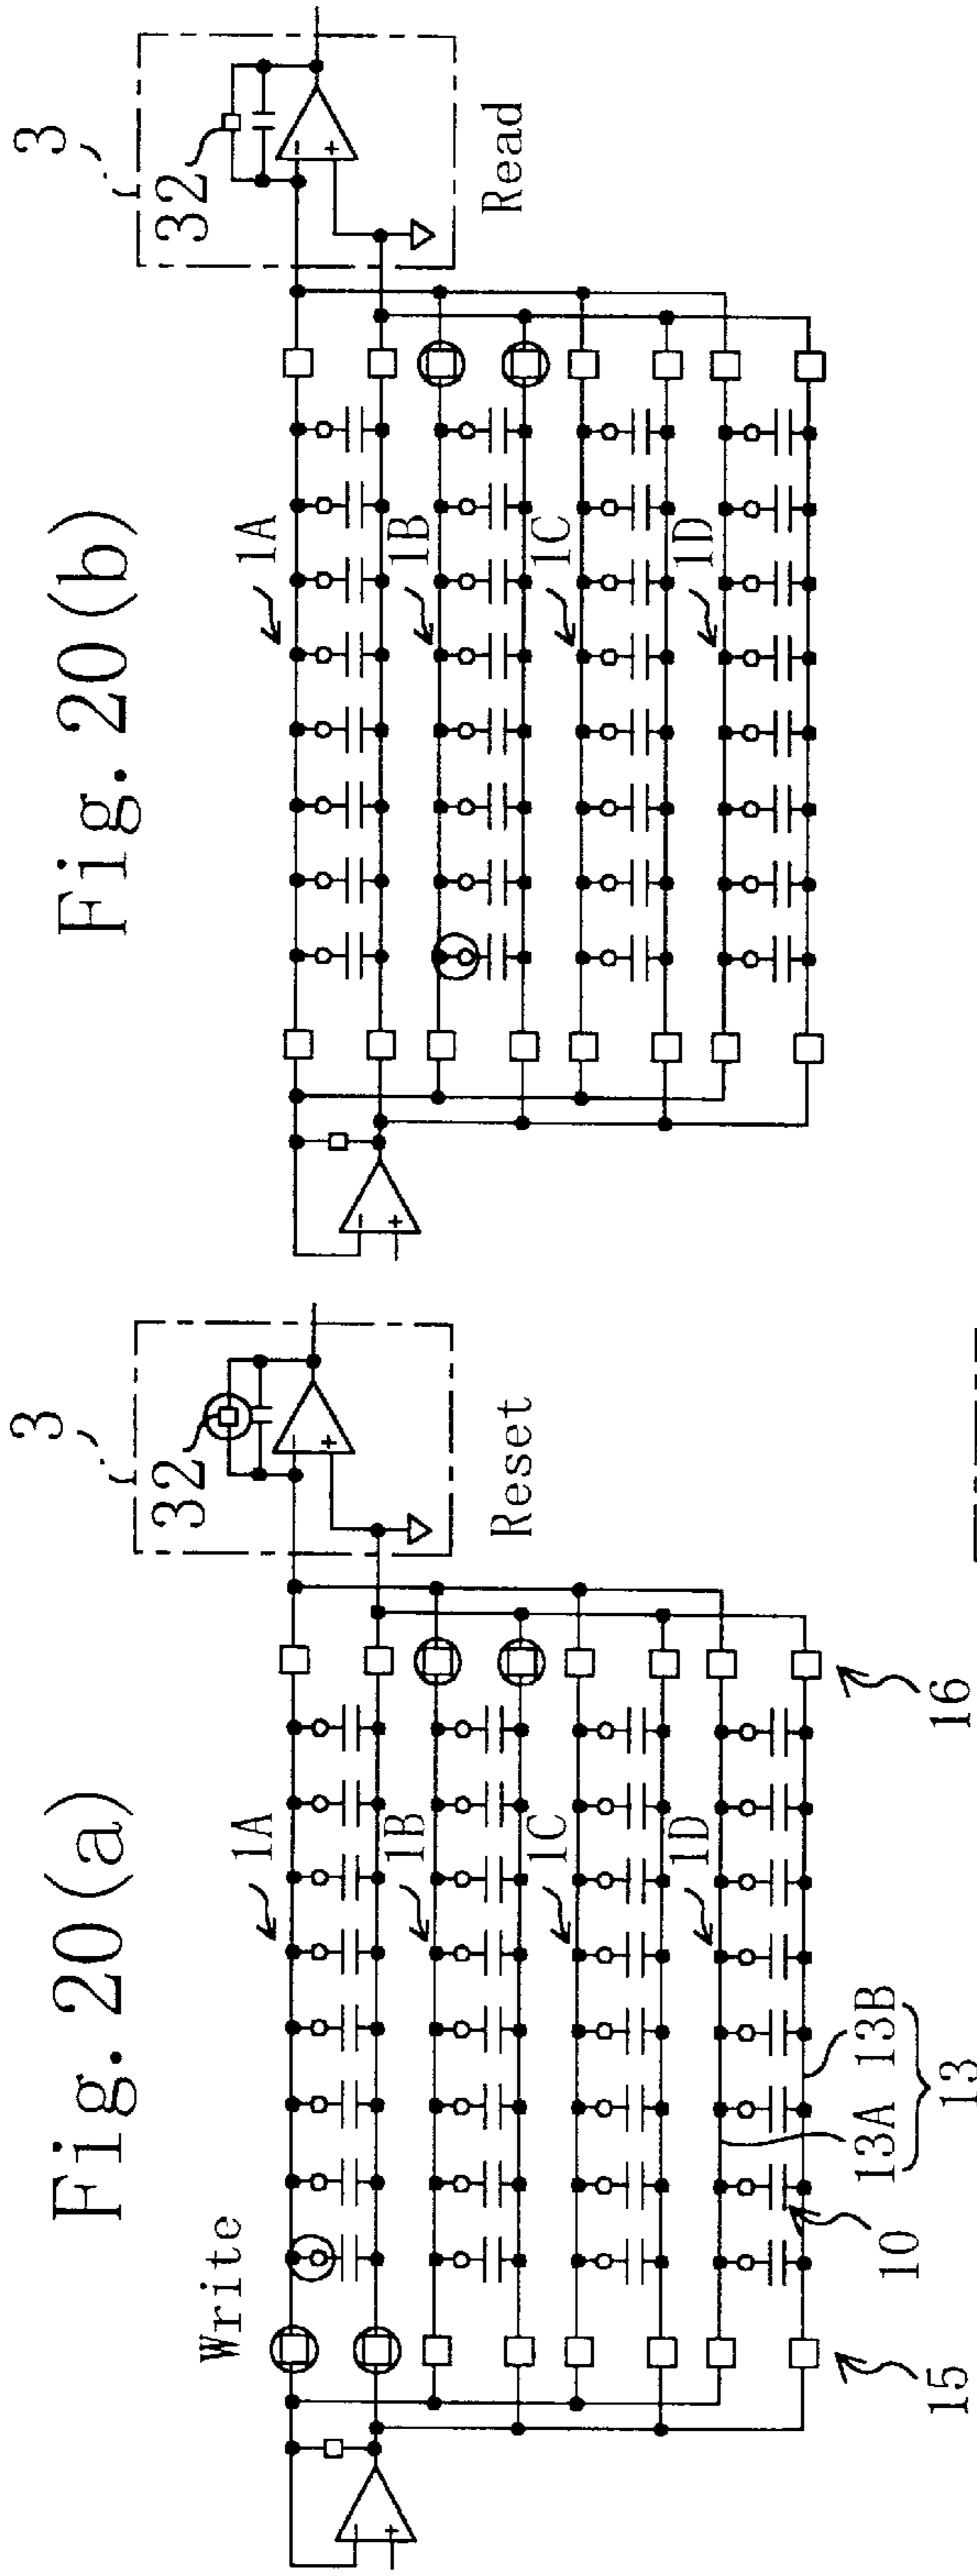 Fig. 20(a)
Write
1A
1B
1C
1D
3
32
− +
− +
Reset
15
10
13A 13B
13
16
Fig. 20(b)
1A
1B
1C
1D
3
32
− +
− +
Read